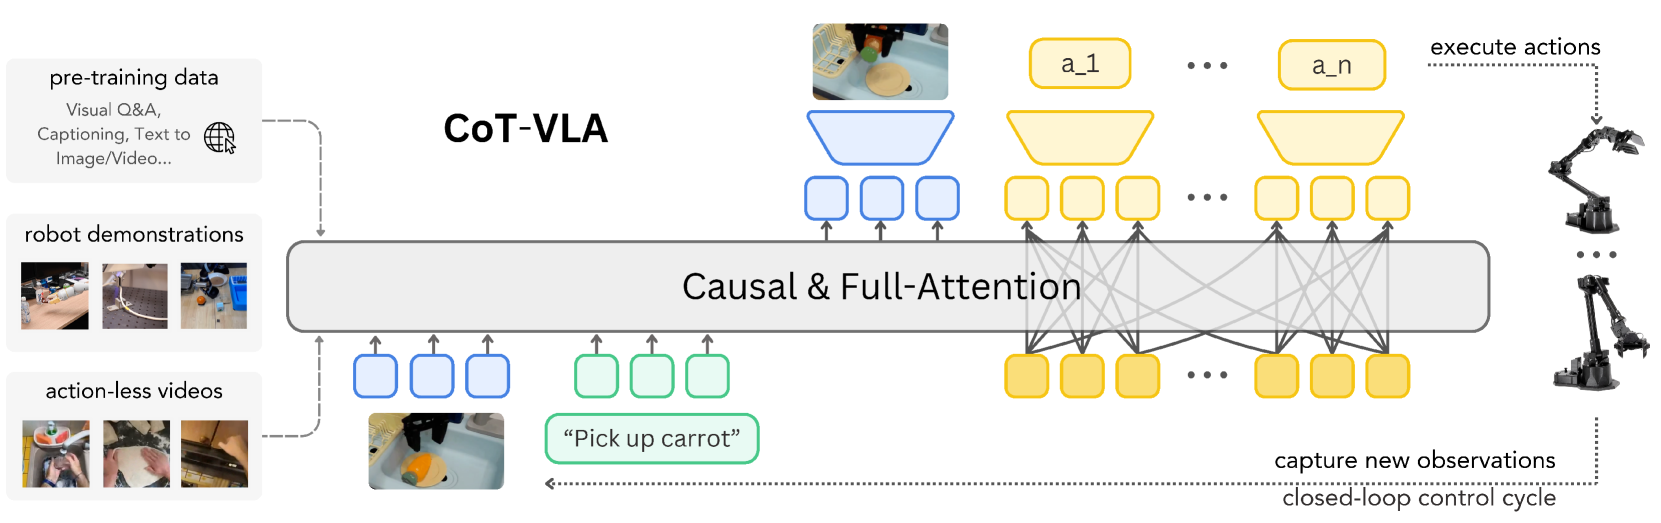 pre-training data
Visual Q&A,
Captioning, Text to
Image/Video...
robot demonstrations
action-less videos
CoT-VLA
a_1
a_n
execute actions
Causal & Full-Attention
“Pick up carrot”
capture new observations
closed-loop control cycle